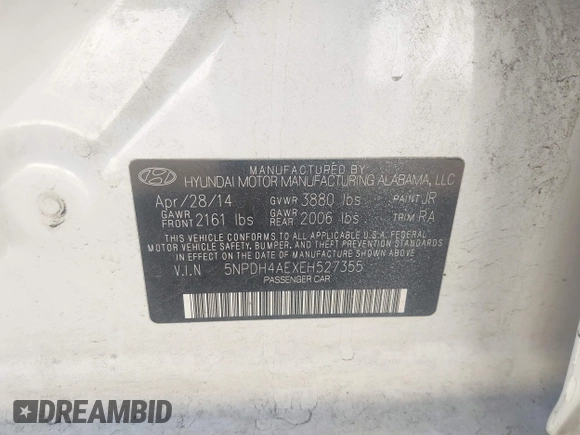 MANUFACTURED BY
HYUNDAI MOTOR MANUFACTURING ALABAMA, LLC
Apr/28/14 GVWR 3880 lbs PAINT JR
GAWR FRONT 2161 lbs GAWR REAR 2006 lbs TRIM RA
THIS VEHICLE CONFORMS TO ALL APPLICABLE U.S.A FEDERAL
MOTOR VEHICLE SAFETY, BUMPER, AND THEFT PREVENTION STANDARDS
IN EFFECT ON THE DATE OF MANUFACTURE SHOWN ABOVE.
V.I.N 5NPDH4AEXEH527355
PASSENGER CAR
DREAMBID